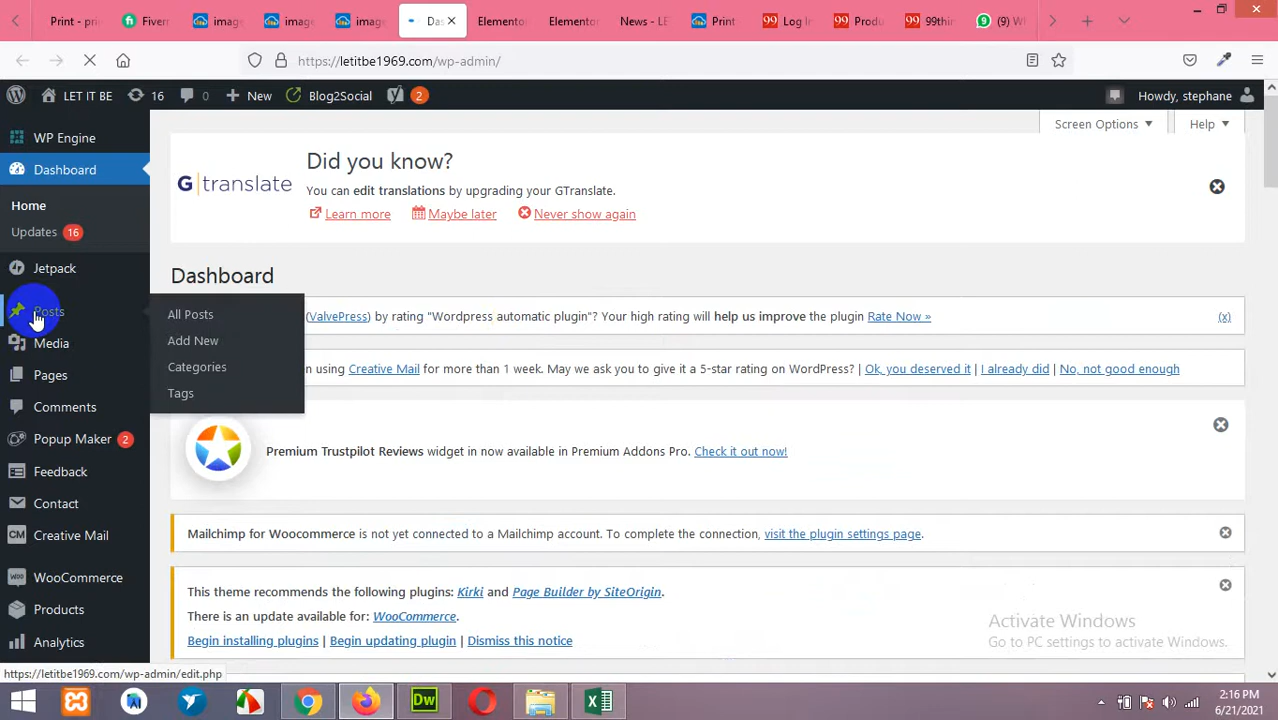 Print - pri
Fiverr
image
image
image
Das
Elementor
Elementor
News - LE
Print
Log In
Produ
99thin
(9) Wh
https://letitbe1969.com/wp-admin/
LET IT BE
16
0
New
Blog2Social
2
Howdy, stephane
WP Engine
Dashboard
Home
Updates 16
Jetpack
Posts
Media
Pages
Comments
Popup Maker 2
Feedback
Contact
CM Creative Mail
Woo WooCommerce
Products
Analytics
All Posts
Add New
Categories
Tags
Screen Options
Help
G translate
Did you know?
You can edit translations by upgrading your GTranslate.
Learn more
Maybe later
Never show again
Dashboard
(ValvePress) by rating "Wordpress automatic plugin"? Your high rating will help us improve the plugin Rate Now »
(x)
n using Creative Mail for more than 1 week. May we ask you to give it a 5-star rating on WordPress? Ok, you deserved it | I already did | No, not good enough
Premium Trustpilot Reviews widget in now available in Premium Addons Pro. Check it out now!
Mailchimp for Woocommerce is not yet connected to a Mailchimp account. To complete the connection, visit the plugin settings page.
This theme recommends the following plugins: Kirki and Page Builder by SiteOrigin.
There is an update available for: WooCommerce.
Begin installing plugins | Begin updating plugin | Dismiss this notice
Activate Windows
Go to PC settings to activate Windows.
https://letitbe1969.com/wp-admin/edit.php
Dw
2:16 PM
6/21/2021